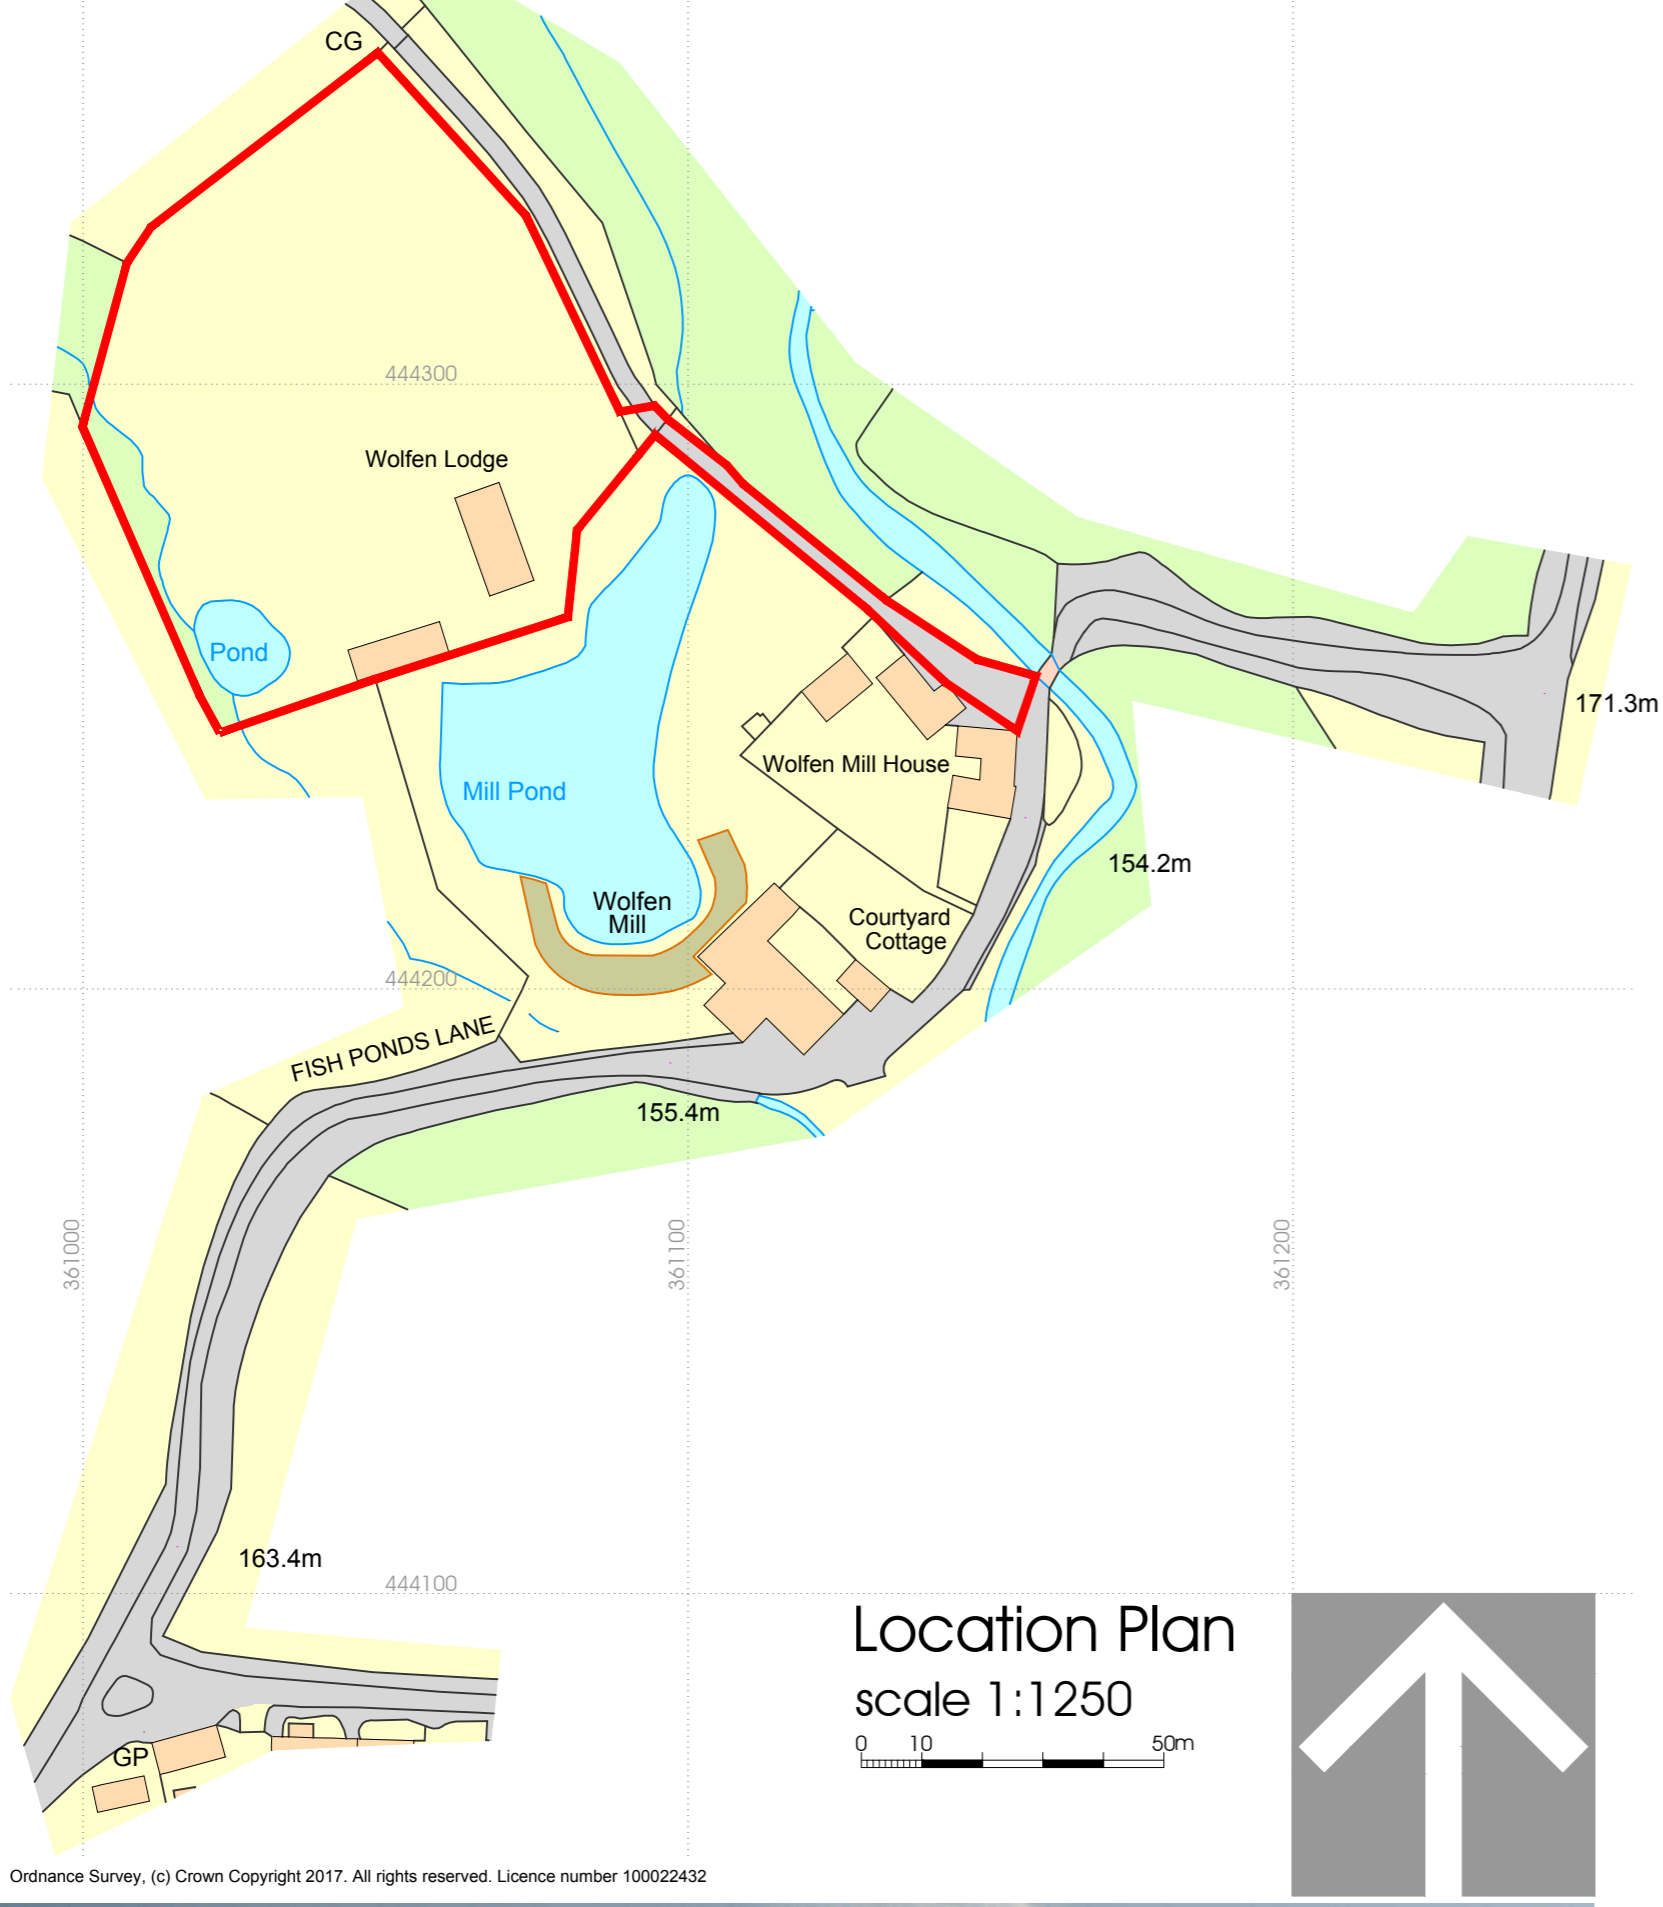 CG
444300
Wolfen Lodge
Pond
171.3m
Wolfen Mill House
Mill Pond
154.2m
Wolfen
Mill
Courtyard
Cottage
444200
FISH PONDS LANE
155.4m
361000
361100
361200
163.4m
444100
Location Plan
scale 1:1250
0 10 50m
GP
Ordnance Survey, (c) Crown Copyright 2017. All rights reserved. Licence number 100022432